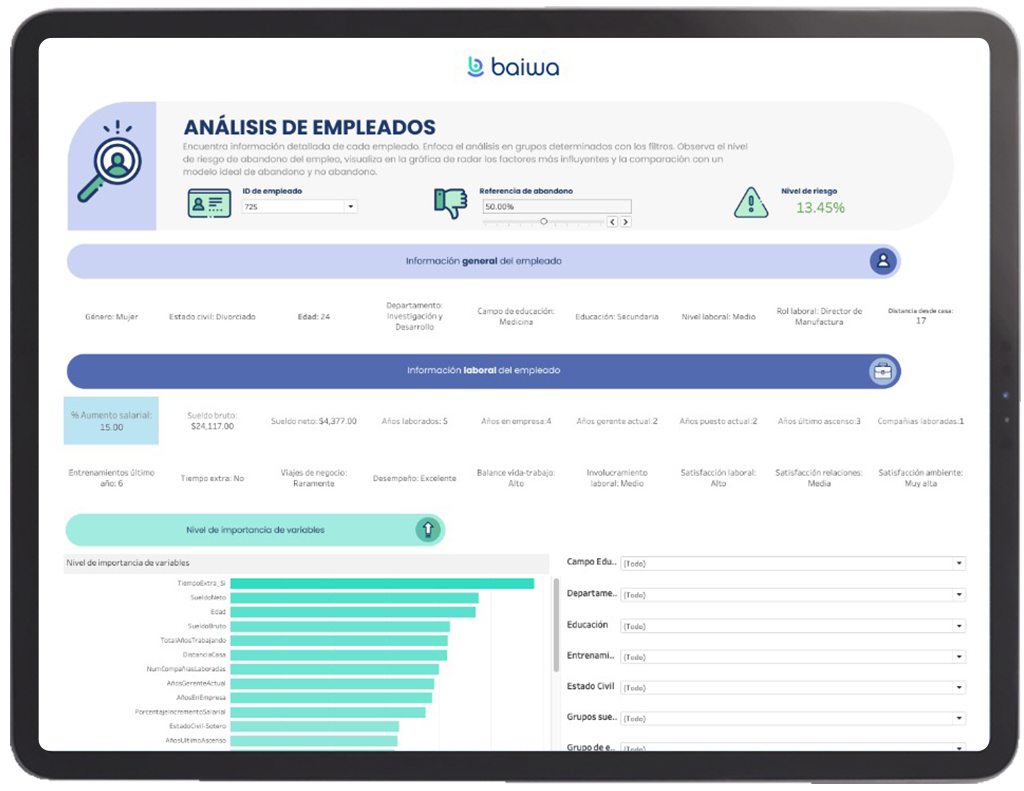 baiwa
ANÁLISIS DE EMPLEADOS
Encuentra información detallada de cada empleado. Enfoca el análisis en grupos determinados con los filtros. Observa el nivel
de riesgo de abandono del empleo, visualiza en la gráfica de radar los factores más influyentes y la comparación con un
modelo ideal de abandono y no abandono.
ID de empleado
725
Referencia de abandono
50.00%
Nivel de riesgo
13.45%
Información general del empleado
Género: Mujer
Estado civil: Divorciado
Edad: 24
Departamento:
Investigación y
Desarrollo
Campo de educación:
Medicina
Educación: Secundaria
Nivel laboral: Medio
Rol laboral: Director de
Manufactura
Distancia desde casa:
17
Información laboral del empleado
% Aumento salarial:
15.00
Sueldo bruto:
$24,117.00
Sueldo neto: $4,377.00
Años laborados: 5
Años en empresa:4
Años gerente actual:2
Años puesto actual:2
Años último ascenso:3
Compañías laboradas:1
Entrenamientos último
año: 6
Tiempo extra: No
Viajes de negocio:
Raramente
Desempeño: Excelente
Balance vida-trabajo:
Alto
Involucramiento
laboral: Medio
Satisfacción laboral:
Alto
Satisfacción relaciones:
Media
Satisfacción ambiente:
Muy alta
Nivel de importancia de variables
Nivel de importancia de variables
TiempoExtra_Si
SueldoNeto
Edad
SueldoBruto
TotalAñosTrabajando
DistanciaCasa
NumCompañiasLaboradas
AñosGerenteActual
AñosEnEmpresa
PorcentajeIncrementoSalarial
EstadoCivil-Soltero
AñosUltimoAscenso
Campo Edu.. (Todo)
Departame.. (Todo)
Educación (Todo)
Entrenami.. (Todo)
Estado Civil (Todo)
Grupos sue.. (Todo)
Grupo de e.. (Todo)